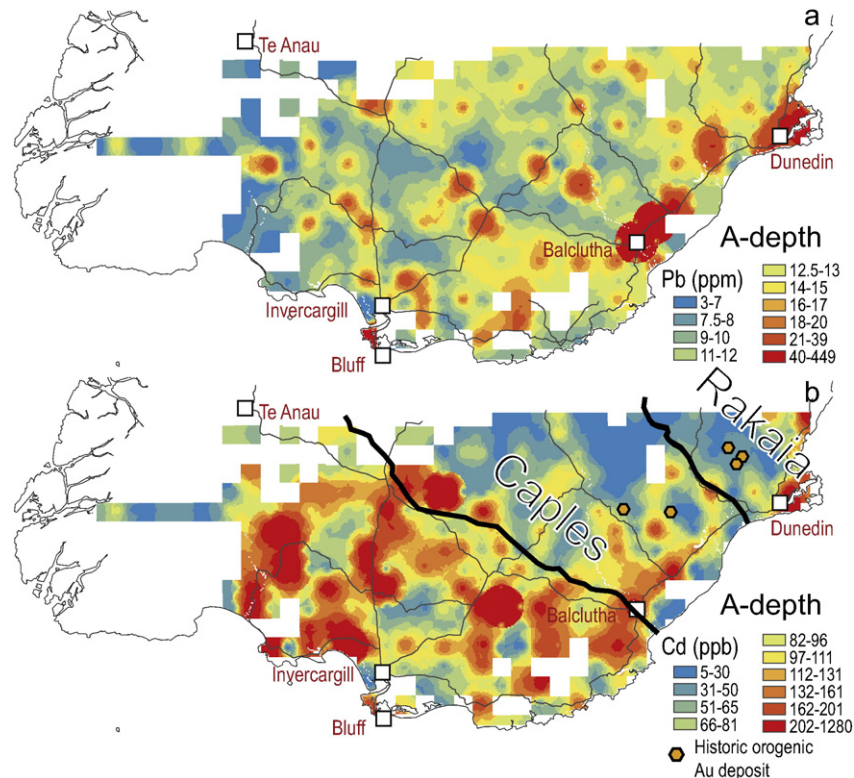 a
Te Anau
Dunedin
Balclutha
Invercargill
Bluff
A-depth
Pb (ppm)
3-7
7.5-8
9-10
11-12
12.5-13
14-15
16-17
18-20
21-39
40-449
b
Te Anau
Rakaia
Caples
Dunedin
Balclutha
Invercargill
Bluff
A-depth
Cd (ppb)
5-30
31-50
51-65
66-81
82-96
97-111
112-131
132-161
162-201
202-1280
Historic orogenic
Au deposit